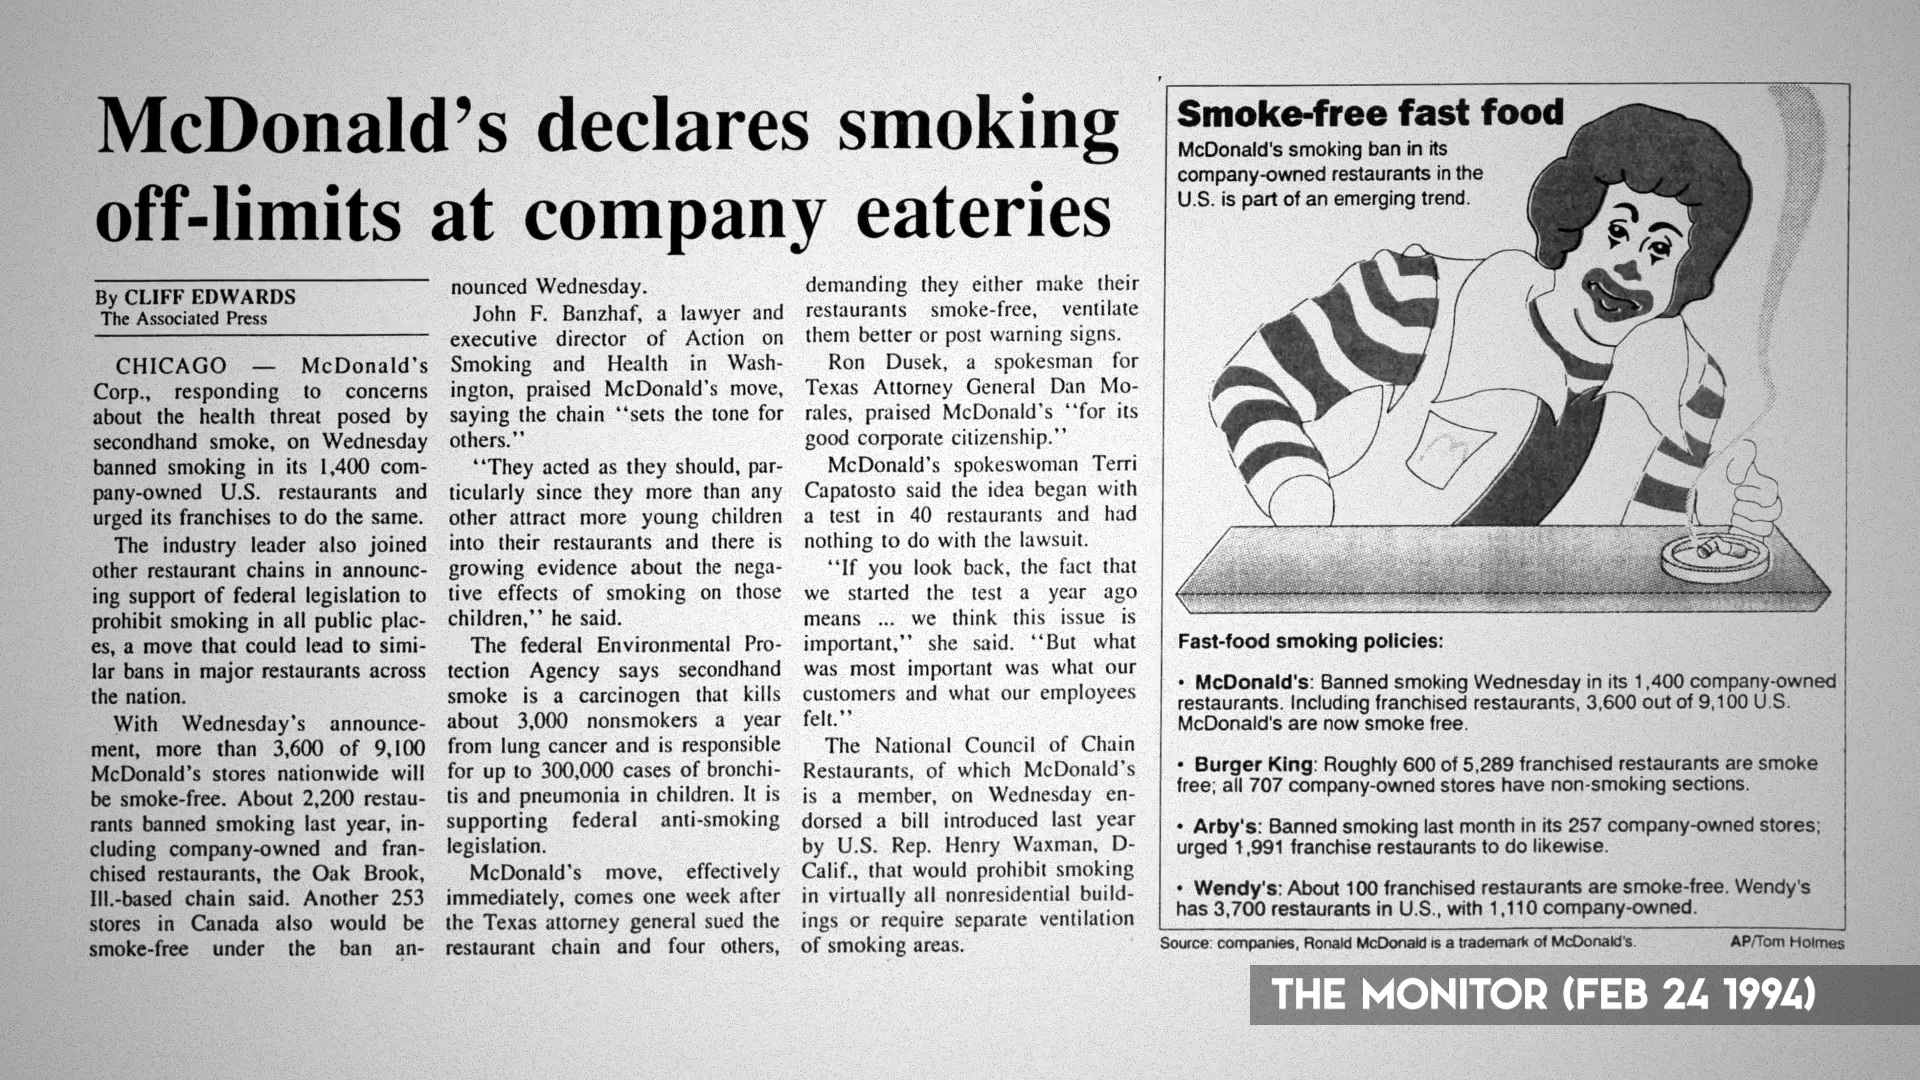 McDonald's declares smoking
off-limits at company eateries
By CLIFF EDWARDS
The Associated Press
CHICAGO — McDonald's
Corp., responding to concerns
about the health threat posed by
secondhand smoke, on Wednesday
banned smoking in its 1,400 com-
pany-owned U.S. restaurants and
urged its franchises to do the same.
The industry leader also joined
other restaurant chains in announc-
ing support of federal legislation to
prohibit smoking in all public plac-
es, a move that could lead to simi-
lar bans in major restaurants across
the nation.
With Wednesday's announce-
ment, more than 3,600 of 9,100
McDonald's stores nationwide will
be smoke-free. About 2,200 restau-
rants banned smoking last year, in-
cluding company-owned and fran-
chised restaurants, the Oak Brook,
Ill.-based chain said. Another 253
stores in Canada also would be
smoke-free under the ban an-
nounced Wednesday.
John F. Banzhaf, a lawyer and
executive director of Action on
Smoking and Health in Wash-
ington, praised McDonald's move,
saying the chain ''sets the tone for
others.''
''They acted as they should, par-
ticularly since they more than any
other attract more young children
into their restaurants and there is
growing evidence about the nega-
tive effects of smoking on those
children,'' he said.
The federal Environmental Pro-
tection Agency says secondhand
smoke is a carcinogen that kills
about 3,000 nonsmokers a year
from lung cancer and is responsible
for up to 300,000 cases of bronchi-
tis and pneumonia in children. It is
supporting federal anti-smoking
legislation.
McDonald's move, effectively
immediately, comes one week after
the Texas attorney general sued the
restaurant chain and four others,
demanding they either make their
restaurants smoke-free, ventilate
them better or post warning signs.
Ron Dusek, a spokesman for
Texas Attorney General Dan Mo-
rales, praised McDonald's ''for its
good corporate citizenship.''
McDonald's spokeswoman Terri
Capatosto said the idea began with
a test in 40 restaurants and had
nothing to do with the lawsuit.
''If you look back, the fact that
we started the test a year ago
means ... we think this issue is
important,'' she said. ''But what
was most important was what our
customers and what our employees
felt.''
The National Council of Chain
Restaurants, of which McDonald's
is a member, on Wednesday en-
dorsed a bill introduced last year
by U.S. Rep. Henry Waxman, D-
Calif., that would prohibit smoking
in virtually all nonresidential build-
ings or require separate ventilation
of smoking areas.
Smoke-free fast food
McDonald's smoking ban in its
company-owned restaurants in the
U.S. is part of an emerging trend.
M
Fast-food smoking policies:
• McDonald's: Banned smoking Wednesday in its 1,400 company-owned
restaurants. Including franchised restaurants, 3,600 out of 9,100 U.S.
McDonald's are now smoke free.
• Burger King: Roughly 600 of 5,289 franchised restaurants are smoke
free; all 707 company-owned stores have non-smoking sections.
• Arby's: Banned smoking last month in its 257 company-owned stores;
urged 1,991 franchise restaurants to do likewise.
• Wendy's: About 100 franchised restaurants are smoke-free. Wendy's
has 3,700 restaurants in U.S., with 1,110 company-owned.
Source: companies, Ronald McDonald is a trademark of McDonald's.
AP/Tom Holmes
THE MONITOR (FEB 24 1994)